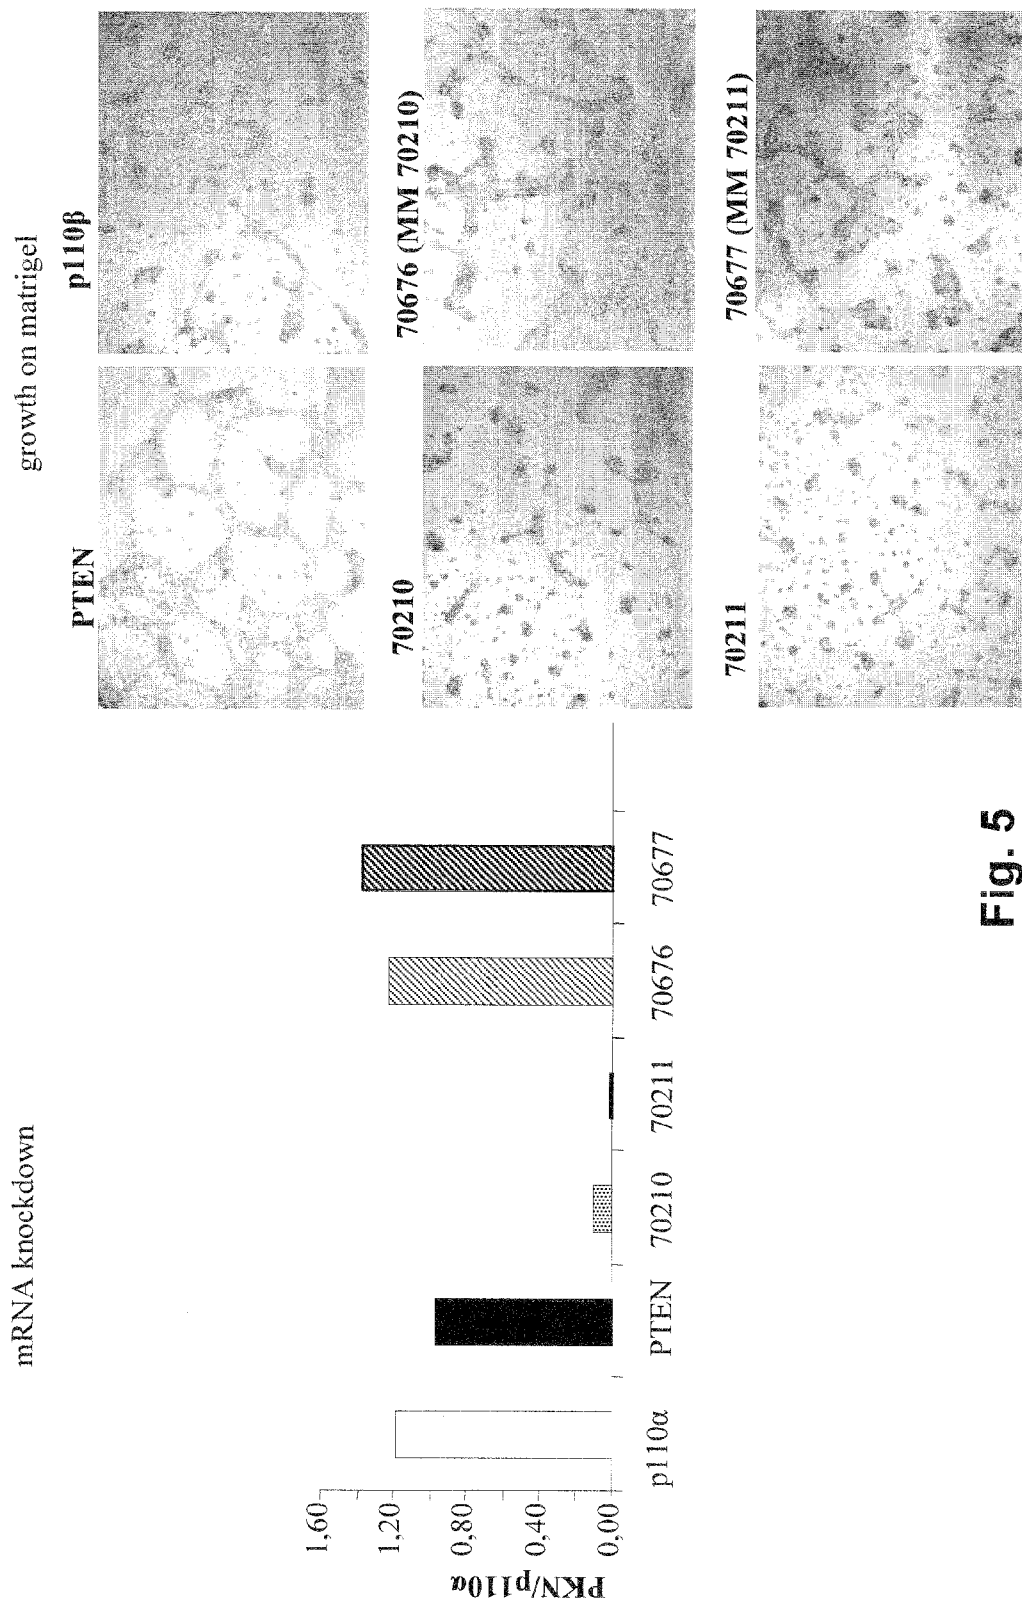 mRNA knockdown
PKN/p110α
1,60
1,20
0,80
0,40
0,00
p110α
PTEN
70210
70211
70676
70677
growth on matrigel
PTEN
p110β
70210
70676 (MM 70210)
70211
70677 (MM 70211)
Fig. 5